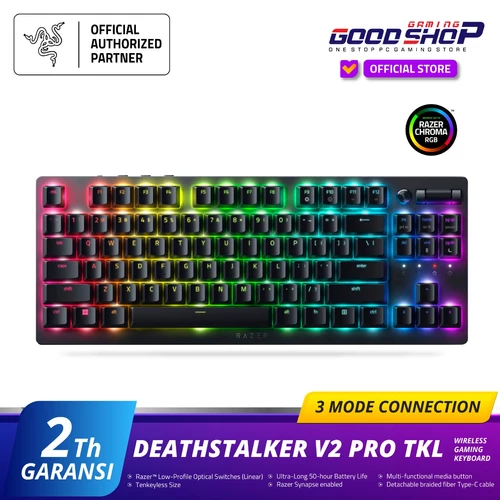 OFFICIAL
AUTHORIZED
PARTNER
GAMING
GOODSHOP
ONE STOP PC GAMING STORE
OFFICIAL STORE
RAZER
CHROMA
RGB
RAZER
3 MODE CONNECTION
2Th
GARANSI
DEATHSTALKER V2 PRO TKL
WIRELESS
GAMING
KEYBOARD
• Razer™ Low-Profile Optical Switches (Linear)
• Tenkeyless Size
• Ultra-Long 50-hour Battery Life
• Razer Synapse enabled
• Multi-functional media button
• Detachable braided fiber Type-C cable